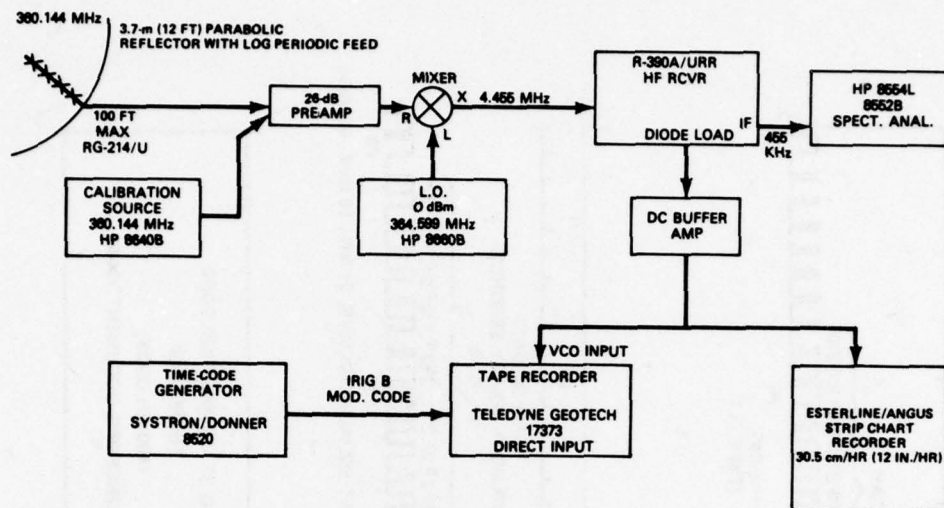 360.144 MHz
3.7-m (12 FT) PARABOLIC
REFLECTOR WITH LOG PERIODIC FEED
100 FT
MAX
RG-214/U
26-dB
PREAMP
MIXER
R
X
L
4.455 MHz
R-390A/URR
HF RCVR
DIODE LOAD
IF
455
KHz
HP 8554L
8552B
SPECT. ANAL.
CALIBRATION
SOURCE
360.144 MHz
HP 8640B
L.O.
0 dBm
364.599 MHz
HP 8660B
DC BUFFER
AMP
VCO INPUT
TIME-CODE
GENERATOR
SYSTRON/DONNER
8520
IRIG B
MOD. CODE
TAPE RECORDER
TELEDYNE GEOTECH
17373
DIRECT INPUT
ESTERLINE/ANGUS
STRIP CHART
RECORDER
30.5 cm/HR (12 IN./HR)